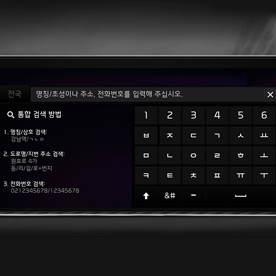 전국 명칭/초성이나 주소, 전화번호를 입력해 주십시오. ×
통합 검색 방법
1. 명칭/상호 검색:
강남역/ㄱㄴㅇ
2. 도로명/지번 주소 검색:
원효로 4가
동/리/길/로+번지
3. 전화번호 검색:
0212345678/12345678
1 2 3 4 5 6
ㅂ ㅈ ㄷ ㄱ ㅅ ㅛ
ㅁ ㄴ ㅇ ㄹ ㅎ ㅗ
ㅋ ㅌ ㅊ ㅍ ㅠ ㅜ
&#